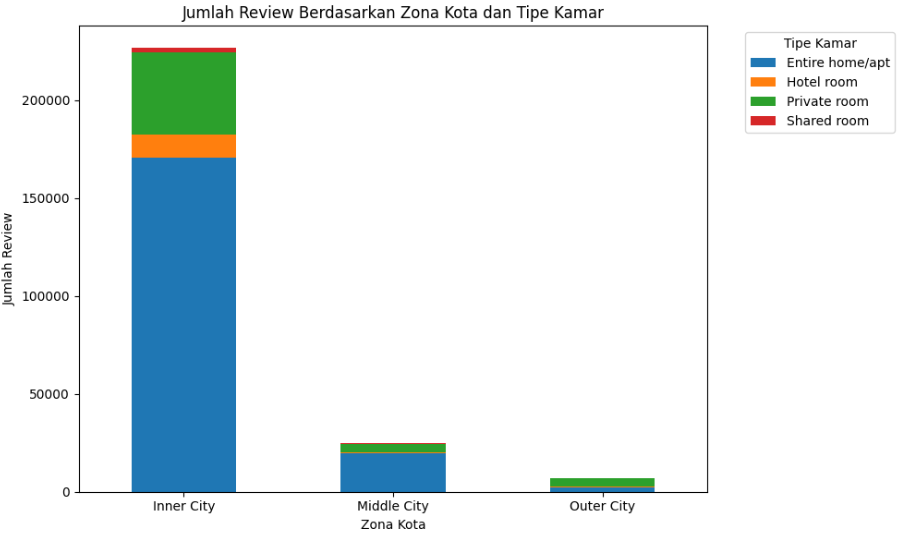 Jumlah Review Berdasarkan Zona Kota dan Tipe Kamar
Tipe Kamar
Entire home/apt
Hotel room
Private room
Shared room
Jumlah Review
200000
150000
100000
50000
0
Inner City
Middle City
Outer City
Zona Kota